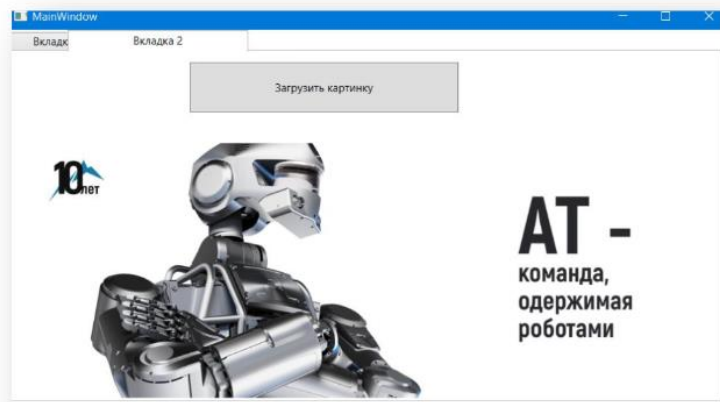 MainWindow
Вкладк
Вкладка 2
Загрузить картинку
10 лет
АТ -
команда,
одержимая
роботами